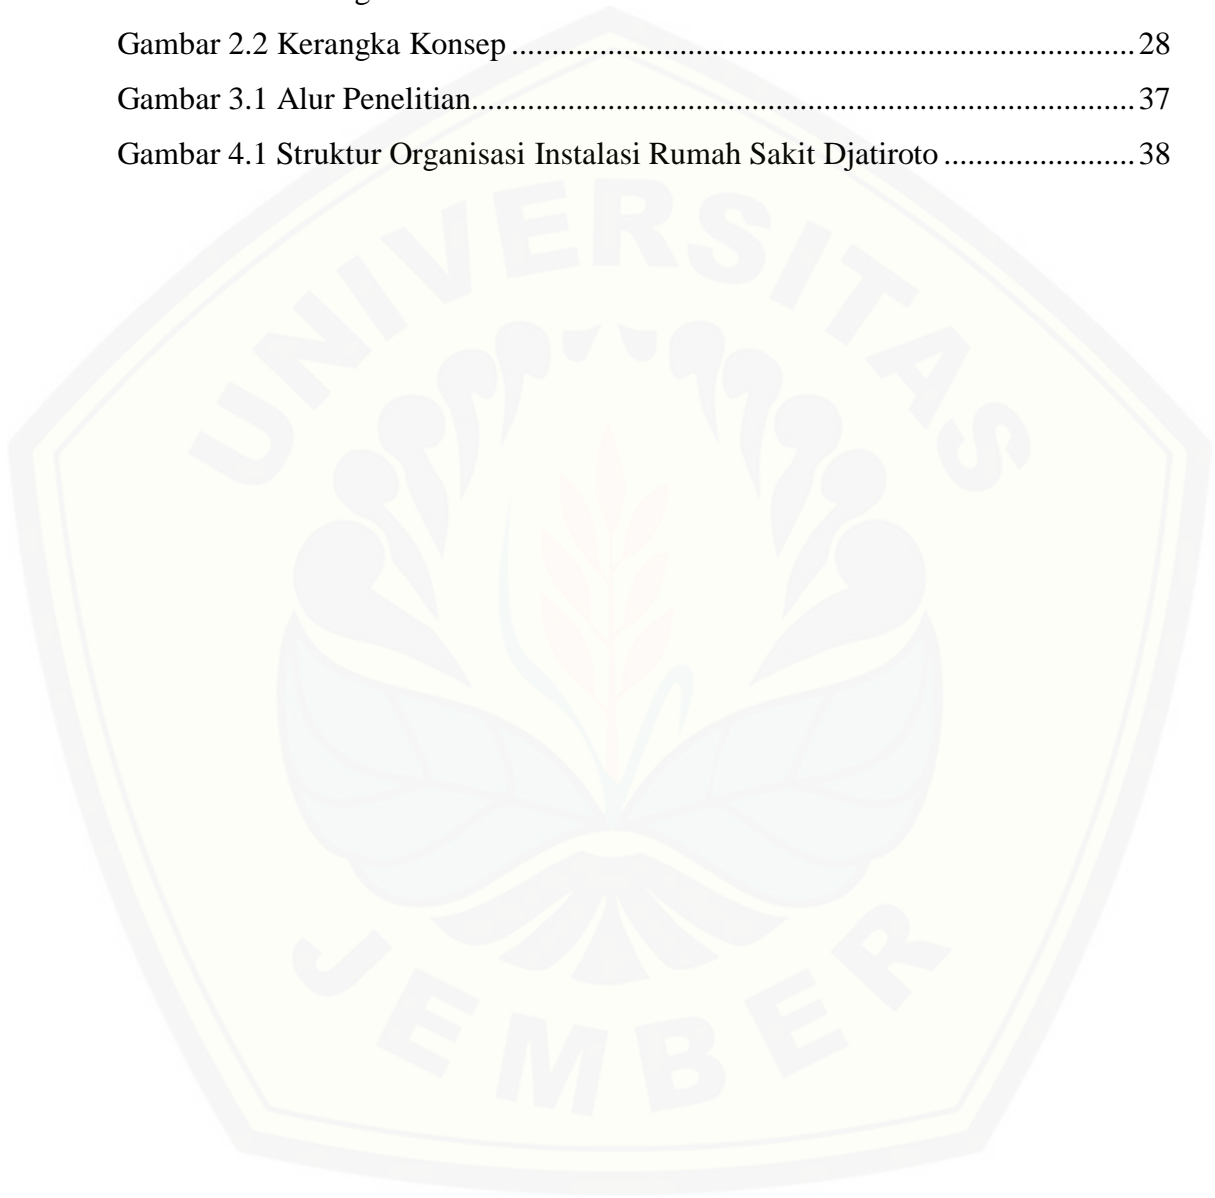 Gambar 2.2 Kerangka Konsep ............................................................................. 28
Gambar 3.1 Alur Penelitian.................................................................................. 37
Gambar 4.1 Struktur Organisasi Instalasi Rumah Sakit Djatiroto ........................ 38
UNIVERSITAS
JEMBER